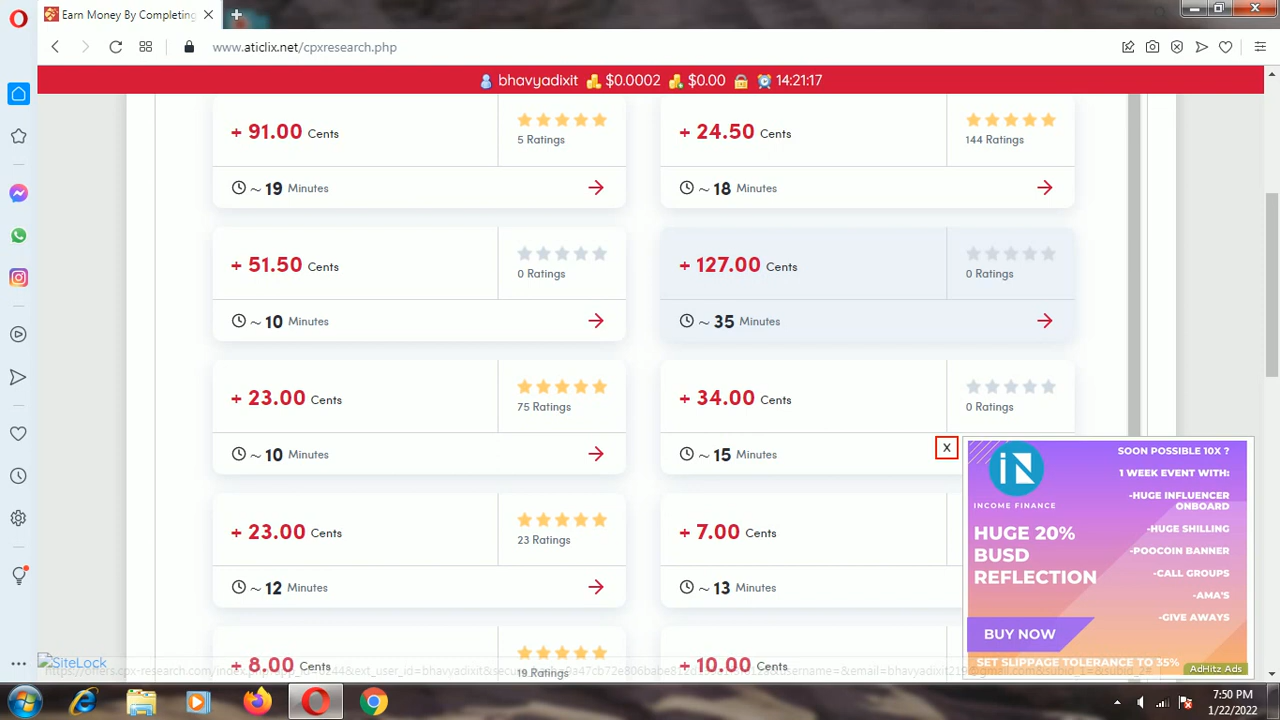 Earn Money By Completing
www.aticlix.net/cpxresearch.php
bhavyadixit $0.0002 $0.00 14:21:17
+ 91.00 Cents
5 Ratings
~ 19 Minutes
+ 24.50 Cents
144 Ratings
~ 18 Minutes
+ 51.50 Cents
0 Ratings
~ 10 Minutes
+ 127.00 Cents
0 Ratings
~ 35 Minutes
+ 23.00 Cents
75 Ratings
~ 10 Minutes
+ 34.00 Cents
0 Ratings
~ 15 Minutes
X
+ 23.00 Cents
23 Ratings
~ 12 Minutes
+ 7.00 Cents
~ 13 Minutes
+ 8.00 Cents
19 Ratings
+ 10.00 Cents
iN
INCOME FINANCE
HUGE 20%
BUSD
REFLECTION
BUY NOW
SOON POSSIBLE 10X ?
1 WEEK EVENT WITH:
-HUGE INFLUENCER
ONBOARD
-HUGE SHILLING
-POOCOIN BANNER
-CALL GROUPS
-AMA'S
-GIVE AWAYS
SET SLIPPAGE TOLERANCE TO 35%
AdHitz Ads
SiteLock
7:50 PM
1/22/2022